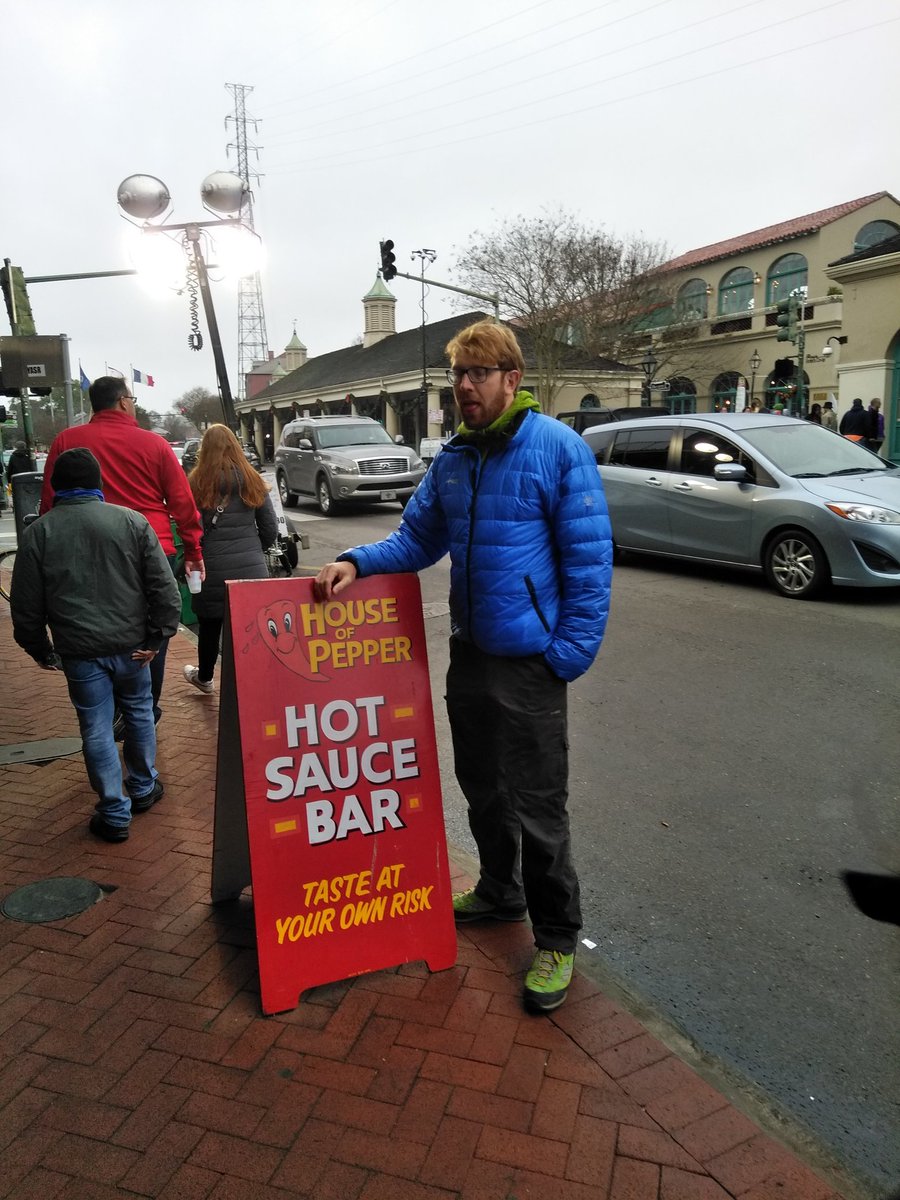 HOUSE
OF
PEPPER
HOT
SAUCE
BAR
TASTE AT
YOUR OWN RISK